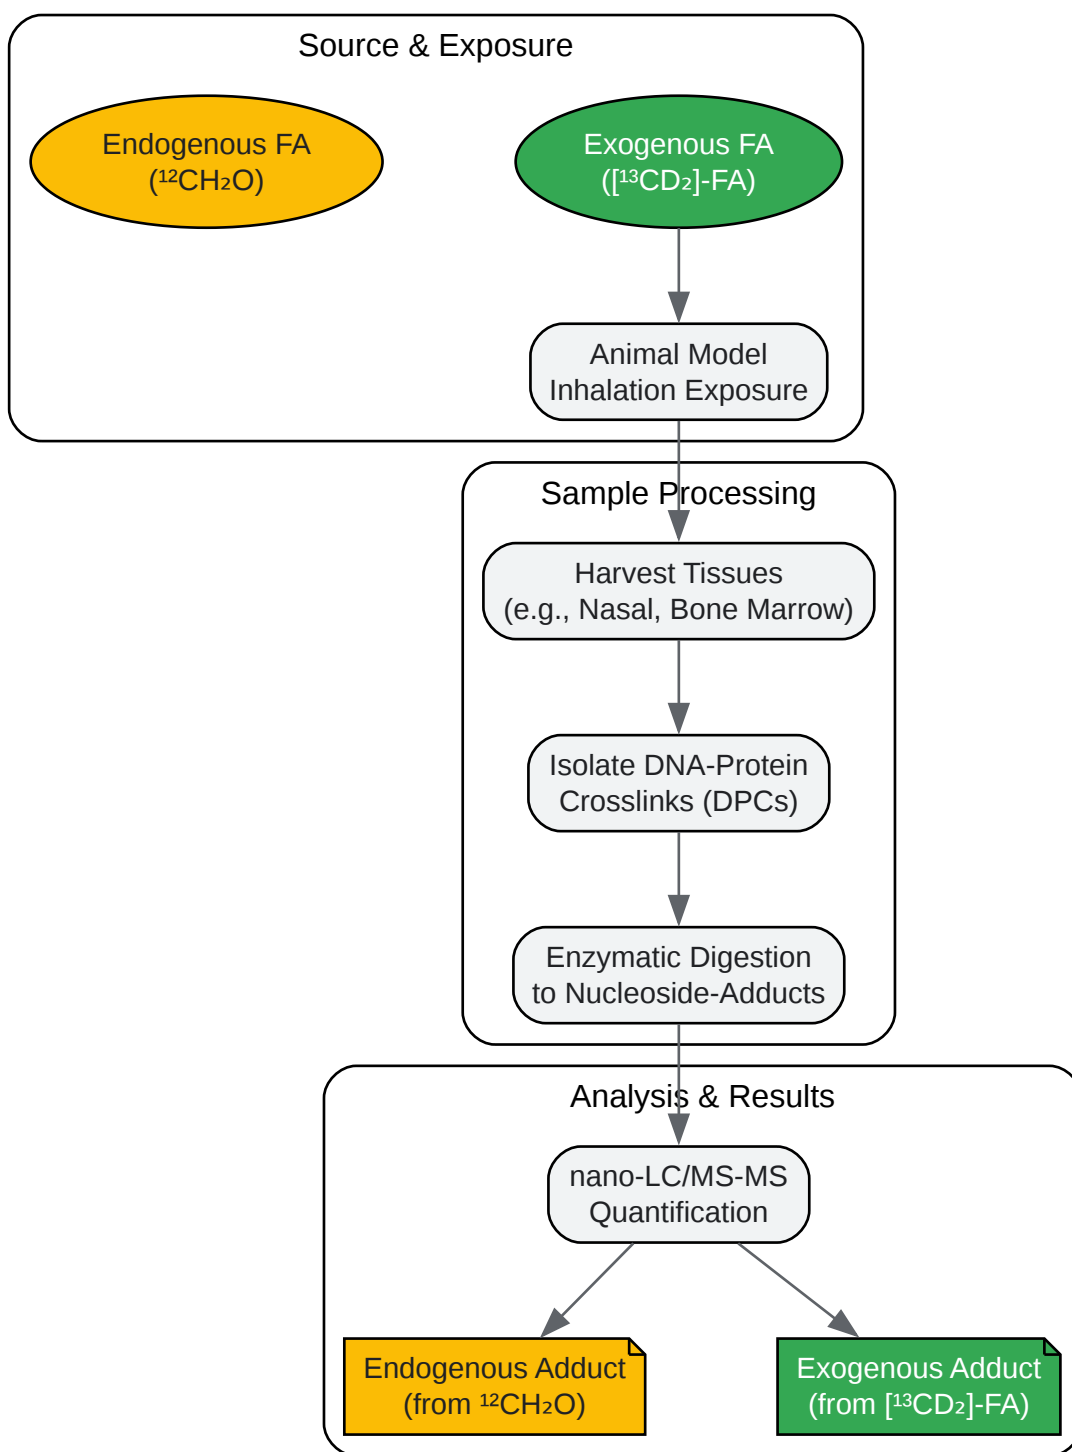 Source & Exposure
Endogenous FA
(¹²CH₂O)
Exogenous FA
([¹³CD₂]-FA)
Animal Model
Inhalation Exposure
Sample Processing
Harvest Tissues
(e.g., Nasal, Bone Marrow)
Isolate DNA-Protein
Crosslinks (DPCs)
Enzymatic Digestion
to Nucleoside-Adducts
Analysis & Results
nano-LC/MS-MS
Quantification
Endogenous Adduct
(from ¹²CH₂O)
Exogenous Adduct
(from [¹³CD₂]-FA)